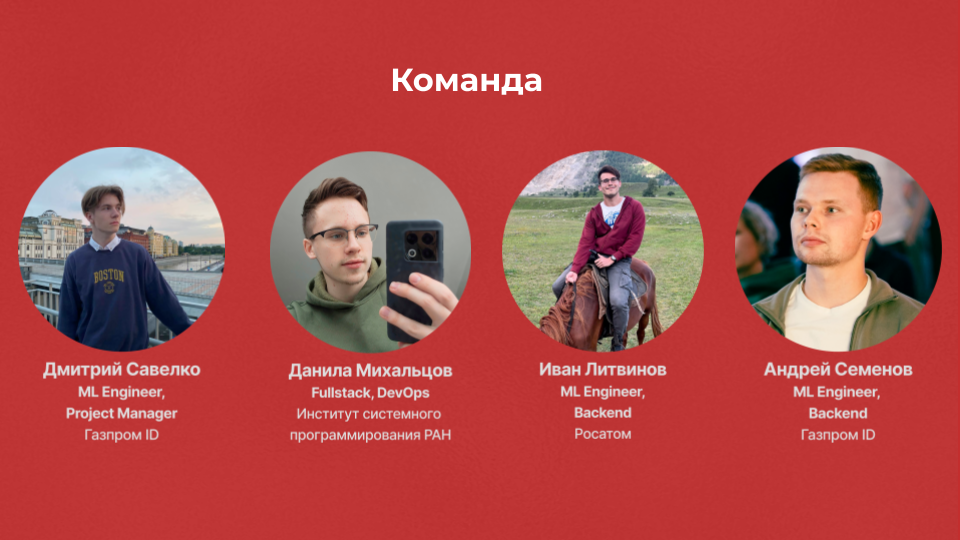 Команда
BOSTON
Дмитрий Савелко
ML Engineer,
Project Manager
Газпром ID
Данила Михальцов
Fullstack, DevOps
Институт системного
программирования РАН
Иван Литвинов
ML Engineer,
Backend
Росатом
Андрей Семенов
ML Engineer,
Backend
Газпром ID